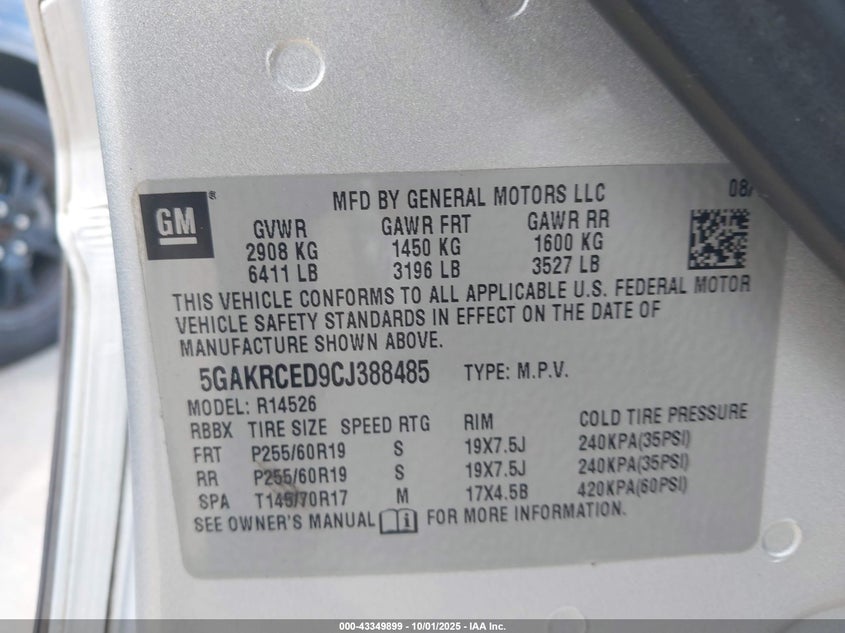 GM
®
MFD BY GENERAL MOTORS LLC
08/
GVWR GAWR FRT GAWR RR
2908 KG 1450 KG 1600 KG
6411 LB 3196 LB 3527 LB
THIS VEHICLE CONFORMS TO ALL APPLICABLE U.S. FEDERAL MOTOR
VEHICLE SAFETY STANDARDS IN EFFECT ON THE DATE OF
MANUFACTURE SHOWN ABOVE.
5GAKRCED9CJ388485 TYPE: M.P.V.
MODEL: R14526
RBBX TIRE SIZE SPEED RTG RIM COLD TIRE PRESSURE
FRT P255/60R19 S 19X7.5J 240KPA(35PSI)
RR P255/60R19 S 19X7.5J 240KPA(35PSI)
SPA T145/70R17 M 17X4.5B 420KPA(60PSI)
SEE OWNER'S MANUAL i FOR MORE INFORMATION.
000-43349899 - 10/01/2025 - IAA Inc.